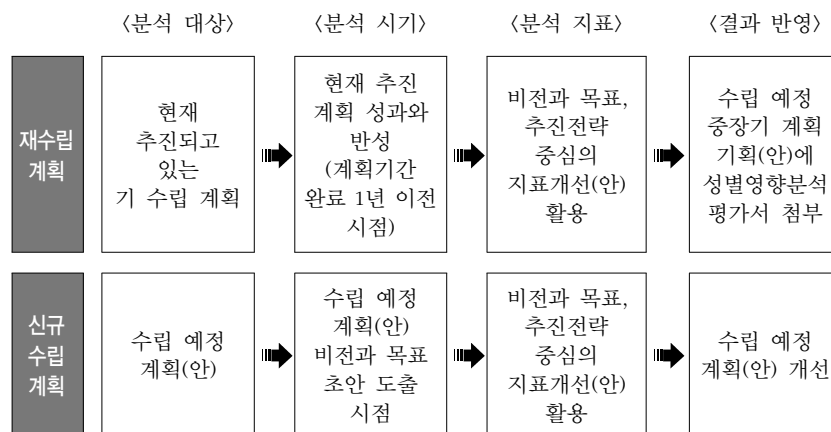 〈분석 대상〉 〈분석 시기〉 〈분석 지표〉 〈결과 반영〉
재수립
계획
현재
추진되고
있는
기 수립 계획
현재 추진
계획 성과와
반성
(계획기간
완료 1년 이전
시점)
비전과 목표,
추진전략
중심의
지표개선(안)
활용
수립 예정
중장기 계획
기획(안)에
성별영향분석
평가서 첨부
신규
수립
계획
수립 예정
계획(안)
수립 예정
계획(안)
비전과 목표
초안 도출
시점
비전과 목표,
추진전략
중심의
지표개선(안)
활용
수립 예정
계획(안) 개선